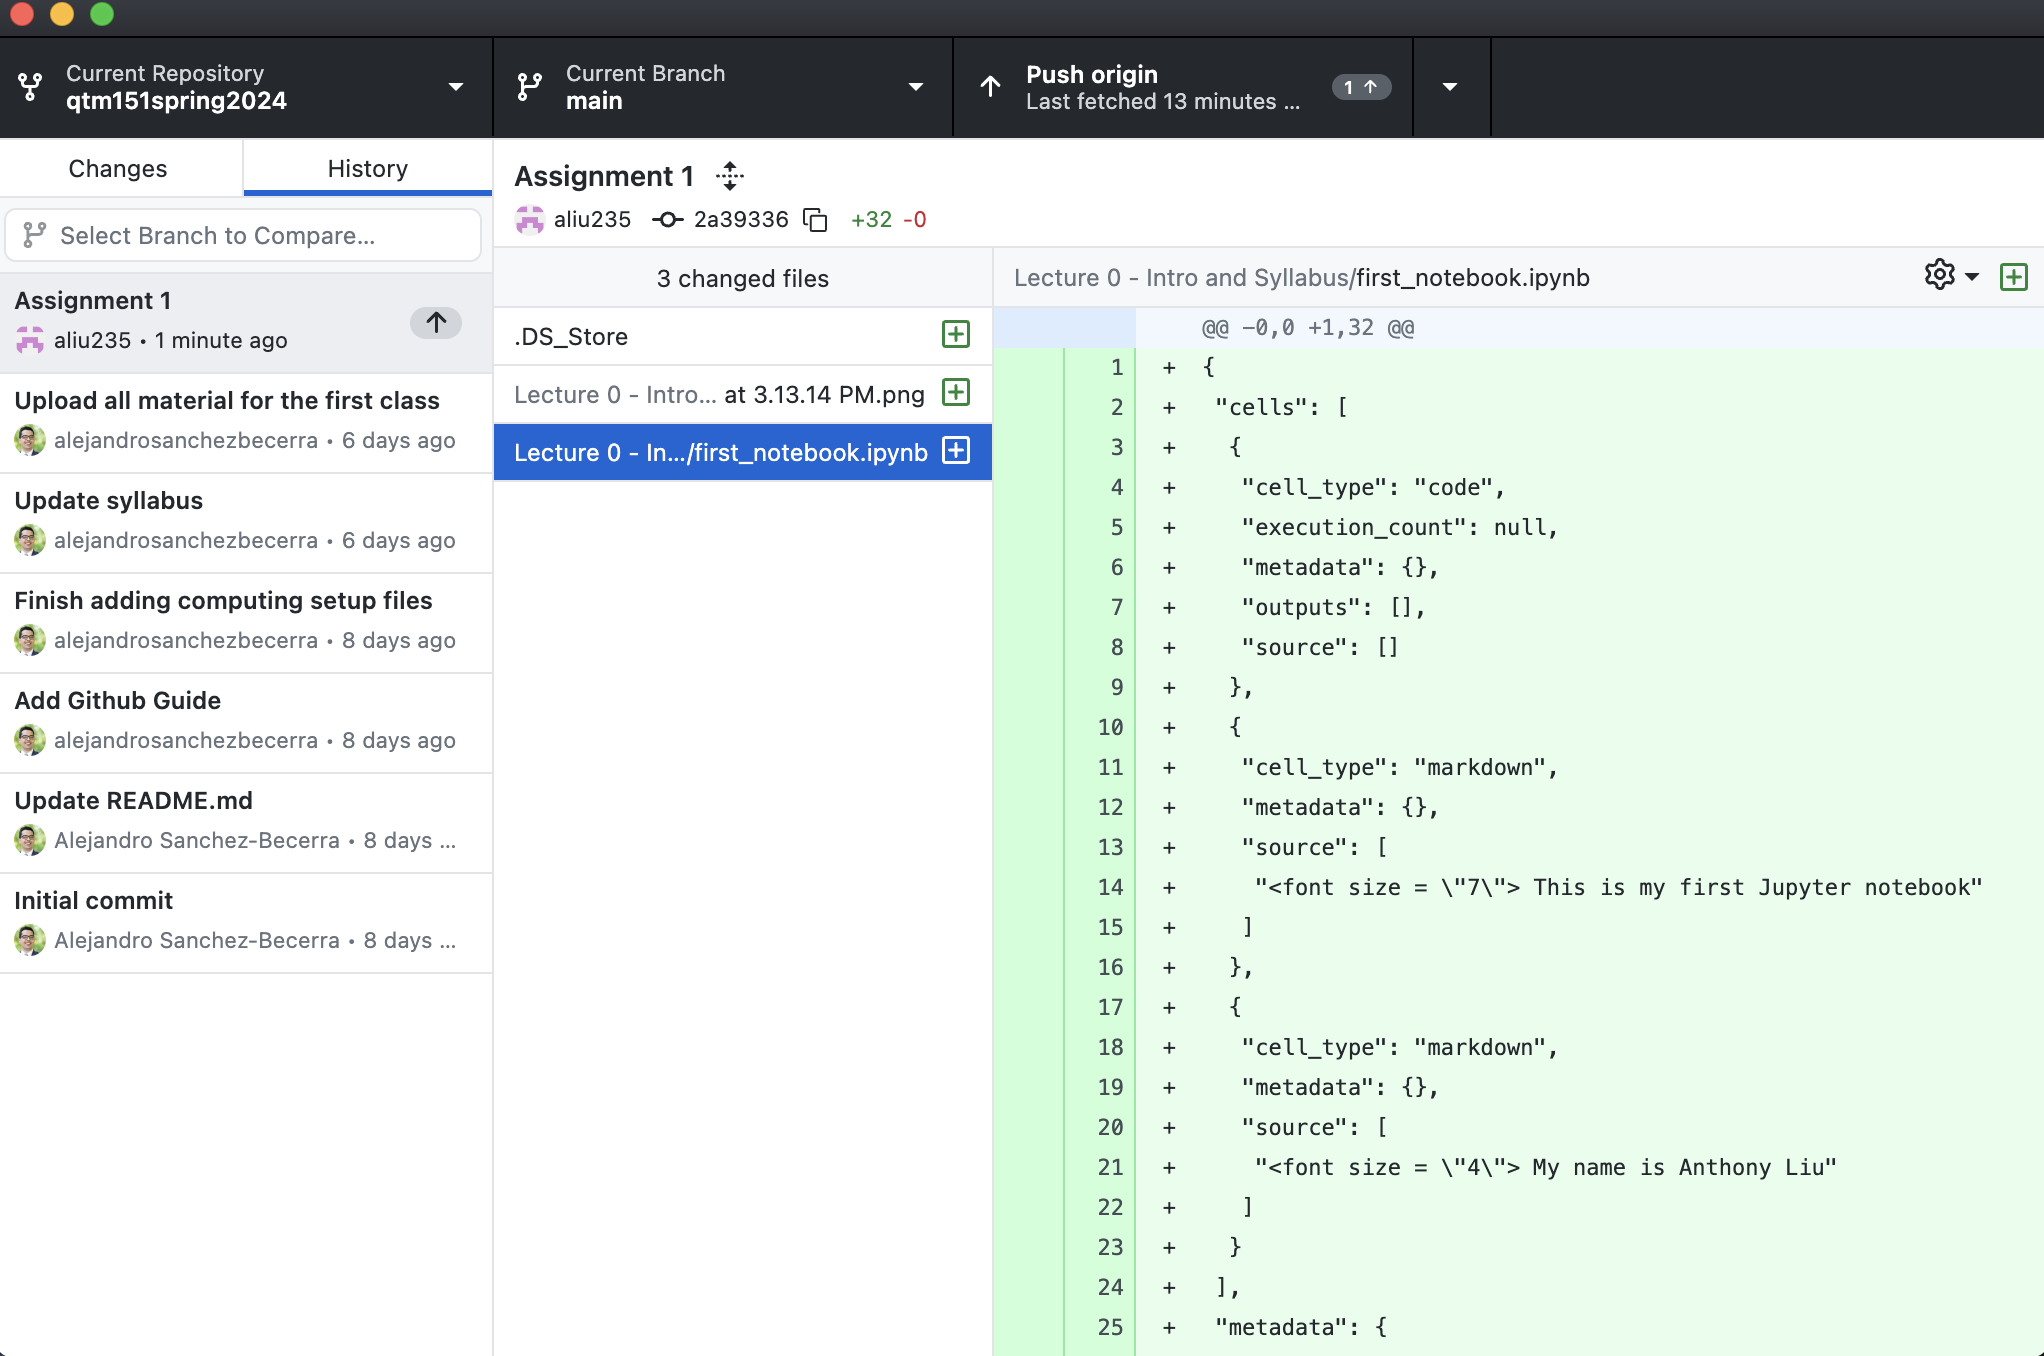 Current Repository
qtm151spring2024
Current Branch
main
Push origin
Last fetched 13 minutes ...
1
Changes
History
Select Branch to Compare...
Assignment 1
aliu235 • 1 minute ago
Upload all material for the first class
alejandrosanchezbecerra • 6 days ago
Update syllabus
alejandrosanchezbecerra • 6 days ago
Finish adding computing setup files
alejandrosanchezbecerra • 8 days ago
Add Github Guide
alejandrosanchezbecerra • 8 days ago
Update README.md
Alejandro Sanchez-Becerra • 8 days ...
Initial commit
Alejandro Sanchez-Becerra • 8 days ...
Assignment 1
aliu235 2a39336 +32 -0
3 changed files
.DS_Store
Lecture 0 - Intro... at 3.13.14 PM.png
Lecture 0 - In.../first_notebook.ipynb
Lecture 0 - Intro and Syllabus/first_notebook.ipynb
@@ -0,0 +1,32 @@
1 + {
2 + "cells": [
3 + {
4 + "cell_type": "code",
5 + "execution_count": null,
6 + "metadata": {},
7 + "outputs": [],
8 + "source": []
9 + },
10 + {
11 + "cell_type": "markdown",
12 + "metadata": {},
13 + "source": [
14 + "<font size = \"7\"> This is my first Jupyter notebook"
15 + ]
16 + },
17 + {
18 + "cell_type": "markdown",
19 + "metadata": {},
20 + "source": [
21 + "<font size = \"4\"> My name is Anthony Liu"
22 + ]
23 + }
24 + ],
25 + "metadata": {